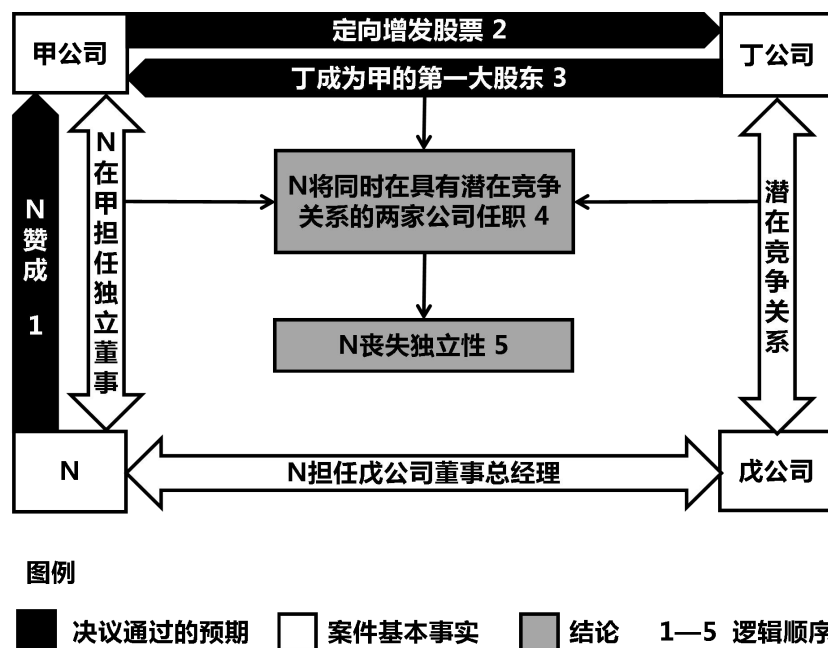 甲公司
定向增发股票 2
丁公司
丁成为甲的第一大股东 3
N赞成 1
N在甲担任独立董事
N将同时在具有潜在竞争
关系的两家公司任职 4
潜在竞争关系
N丧失独立性 5
N
N担任戊公司董事总经理
戊公司
图例
决议通过的预期
案件基本事实
结论
1—5 逻辑顺序